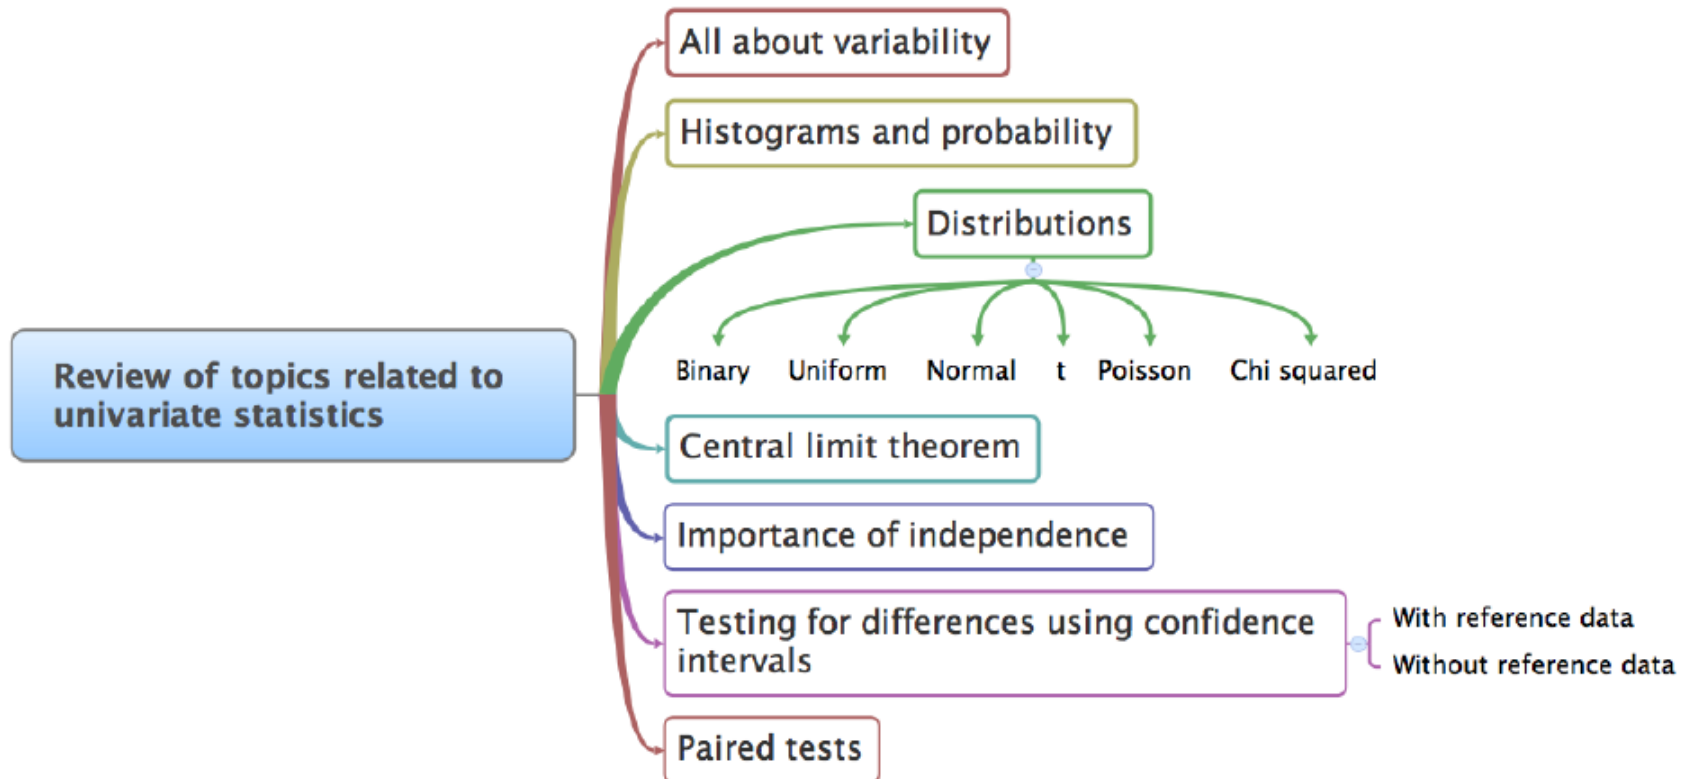 All about variability
Histograms and probability
Distributions
Binary
Uniform
Normal
t
Poisson
Chi squared
Review of topics related to
univariate statistics
Central limit theorem
Importance of independence
Testing for differences using confidence
intervals
With reference data
Without reference data
Paired tests